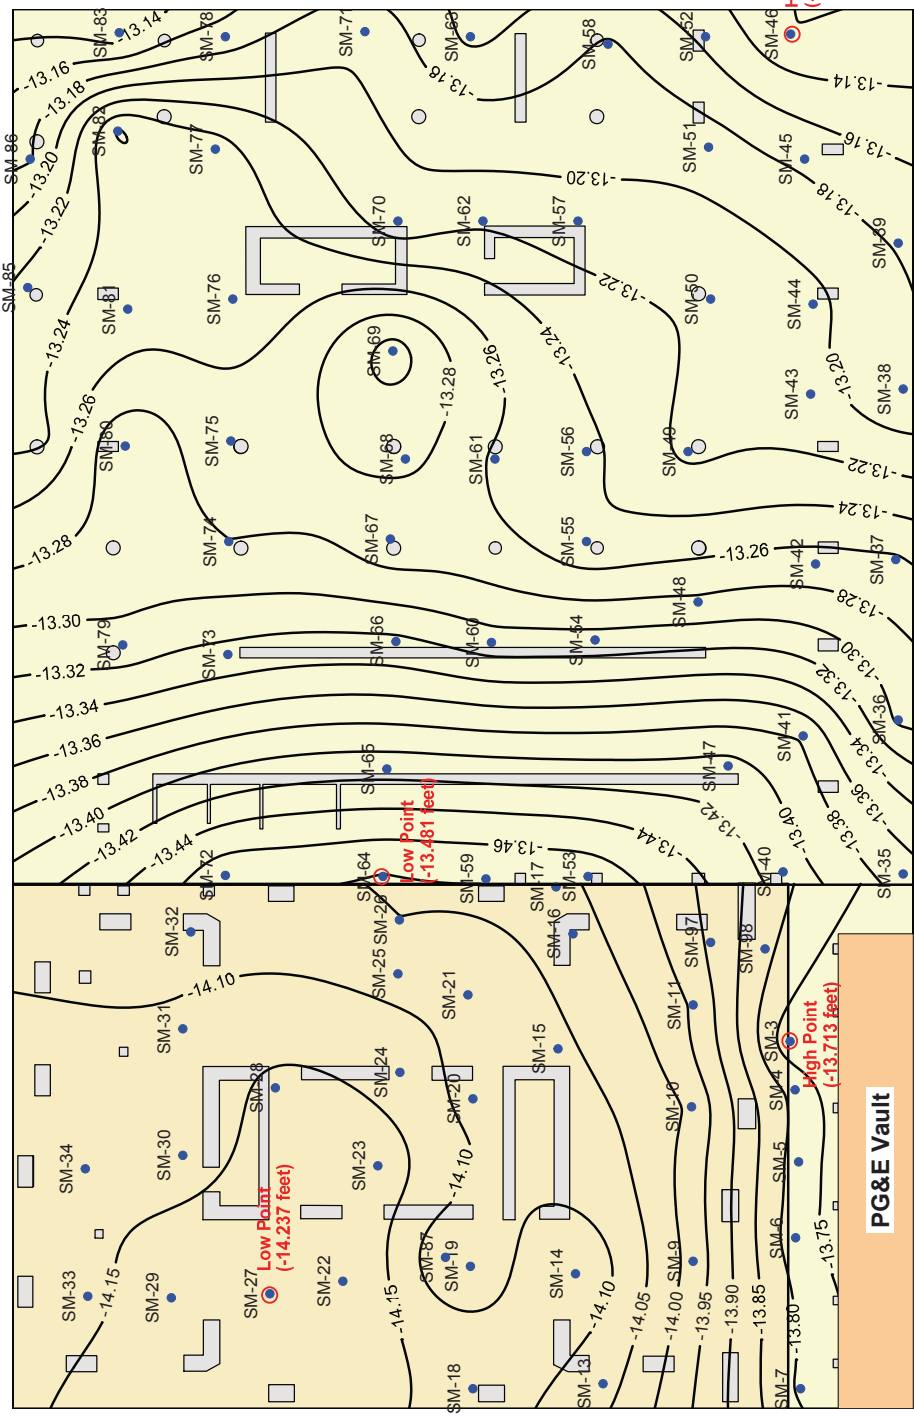 SM-83
SM-78
SM-71
SM-63
SM-58
SM-52
SM-46
-13.14
-13.16
-13.18
-13.18
-13.14
SM-86
SM-82
SM-77
SM-51
SM-45
-13.16
-13.20
-13.20
-13.18
-13.22
SM-70
SM-62
SM-57
SM-89
SM-85
SM-81
SM-76
-13.22
SM-50
SM-44
-13.24
SM-69
-13.24
-13.26
-13.28
-13.20
-13.26
SM-80
SM-75
SM-68
SM-61
SM-56
SM-49
SM-43
SM-38
-13.22
-13.24
-13.28
SM-74
SM-67
SM-55
-13.26
SM-42
SM-37
SM-48
-13.28
-13.30
SM-79
SM-73
SM-66
SM-60
SM-54
-13.30
-13.32
-13.32
-13.34
-13.36
SM-41
SM-36
-13.34
-13.38
SM-65
SM-47
-13.36
-13.40
-13.42
-13.40
-13.38
-13.42
-13.44
Low Point
(-13.481 feet)
-13.46
-13.44
SM-72
SM-64
SM-59
SM-17
SM-53
SM-40
SM-35
SM-32
SM-26
SM-16
SM-97
SM-98
-14.10
SM-25
SM-21
SM-11
SM-31
SM-15
SM-3
High Point
(-13.713 feet)
SM-28
SM-24
SM-20
SM-10
SM-4
SM-34
SM-30
SM-23
-14.10
SM-5
PG&E Vault
Low Point
(-14.237 feet)
SM-87
SM-19
SM-14
SM-9
SM-6
-13.75
SM-33
-14.15
SM-29
SM-27
SM-22
-14.15
-14.10
-14.05
-14.00
-13.95
-13.90
-13.85
-13.80
SM-18
SM-13
SM-7